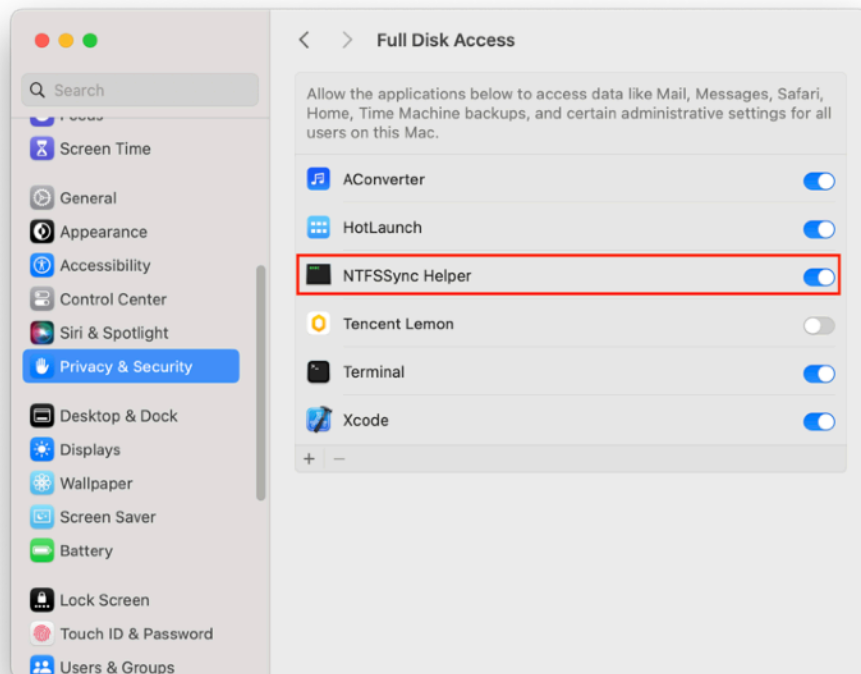 Full Disk Access
Search
Focus
Screen Time
General
Appearance
Accessibility
Control Center
Siri & Spotlight
Privacy & Security
Desktop & Dock
Displays
Wallpaper
Screen Saver
Battery
Lock Screen
Touch ID & Password
Users & Groups
Allow the applications below to access data like Mail, Messages, Safari,
Home, Time Machine backups, and certain administrative settings for all
users on this Mac.
AConverter
HotLaunch
NTFSSync Helper
Tencent Lemon
Terminal
Xcode